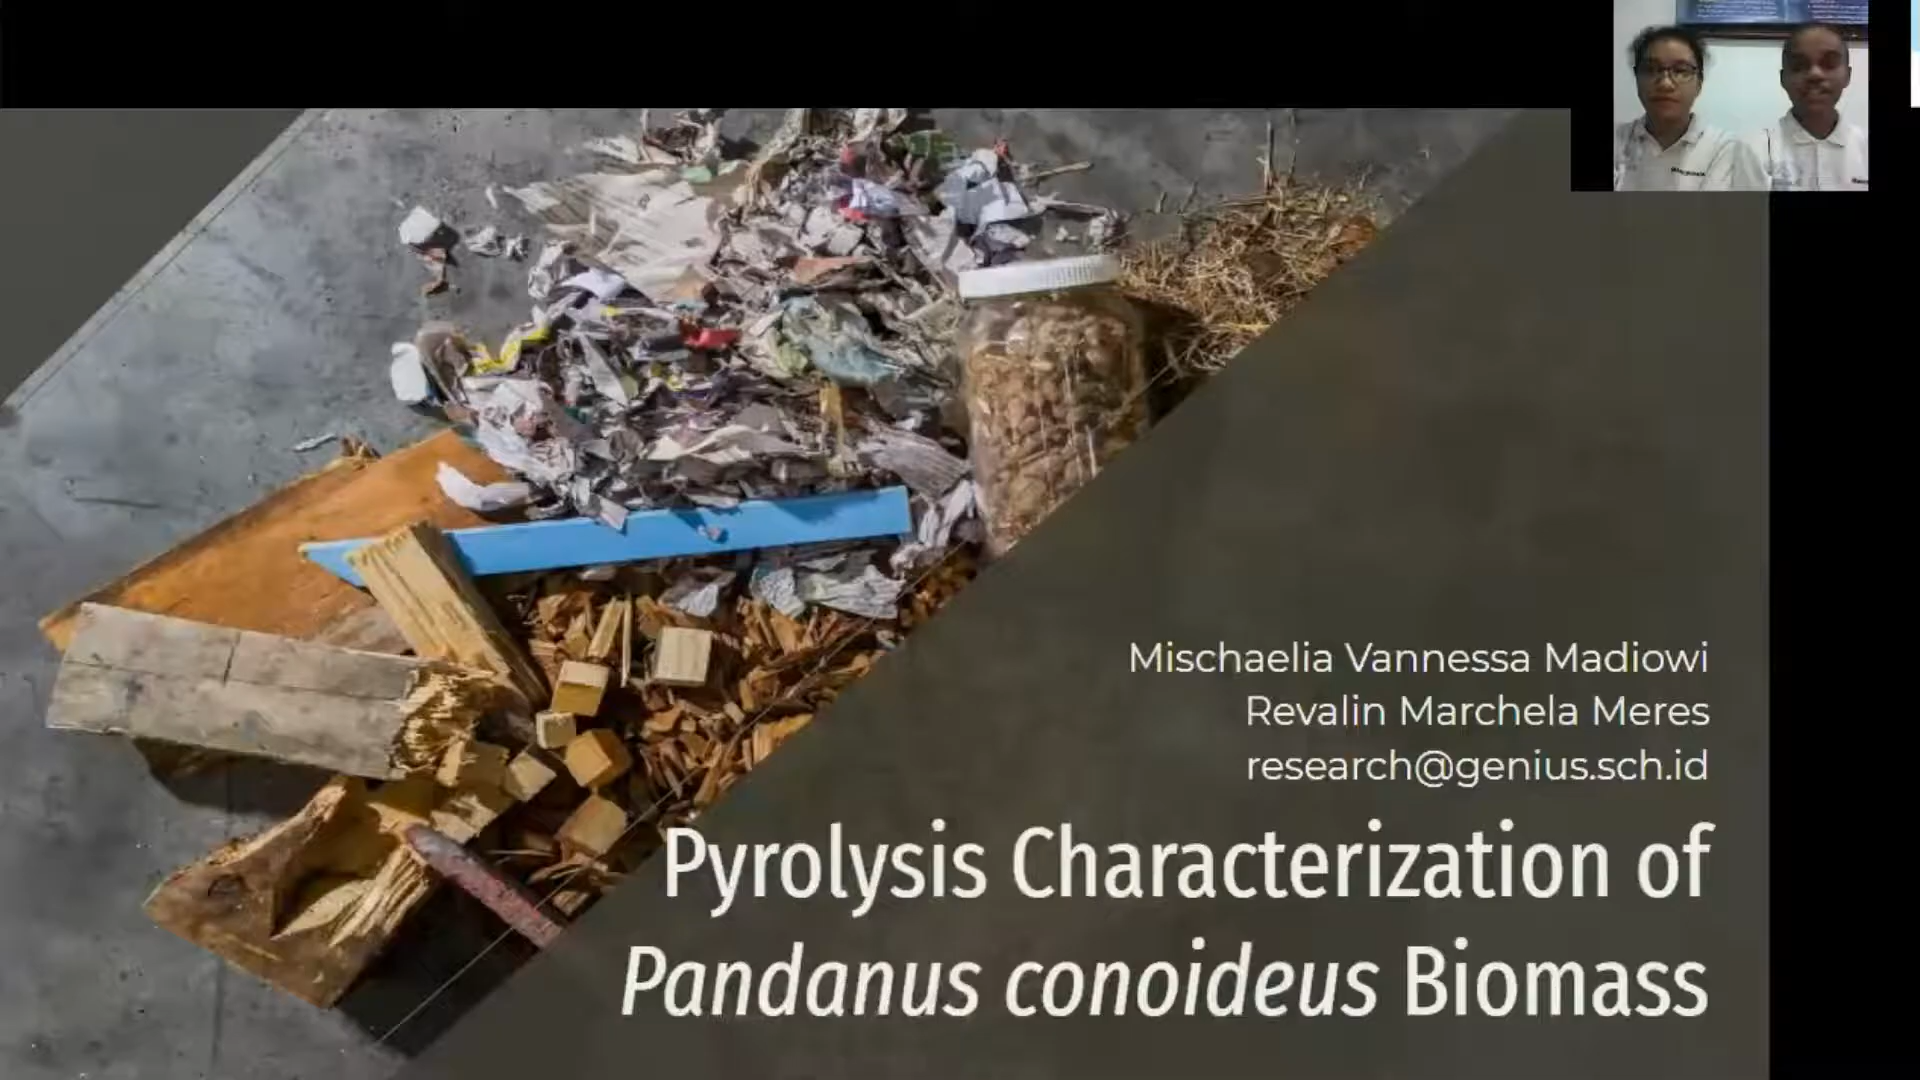 Mischaelia Vannessa Madiowi
Revalin Marchela Meres
research@genius.sch.id
Pyrolysis Characterization of
Pandanus conoideus Biomass